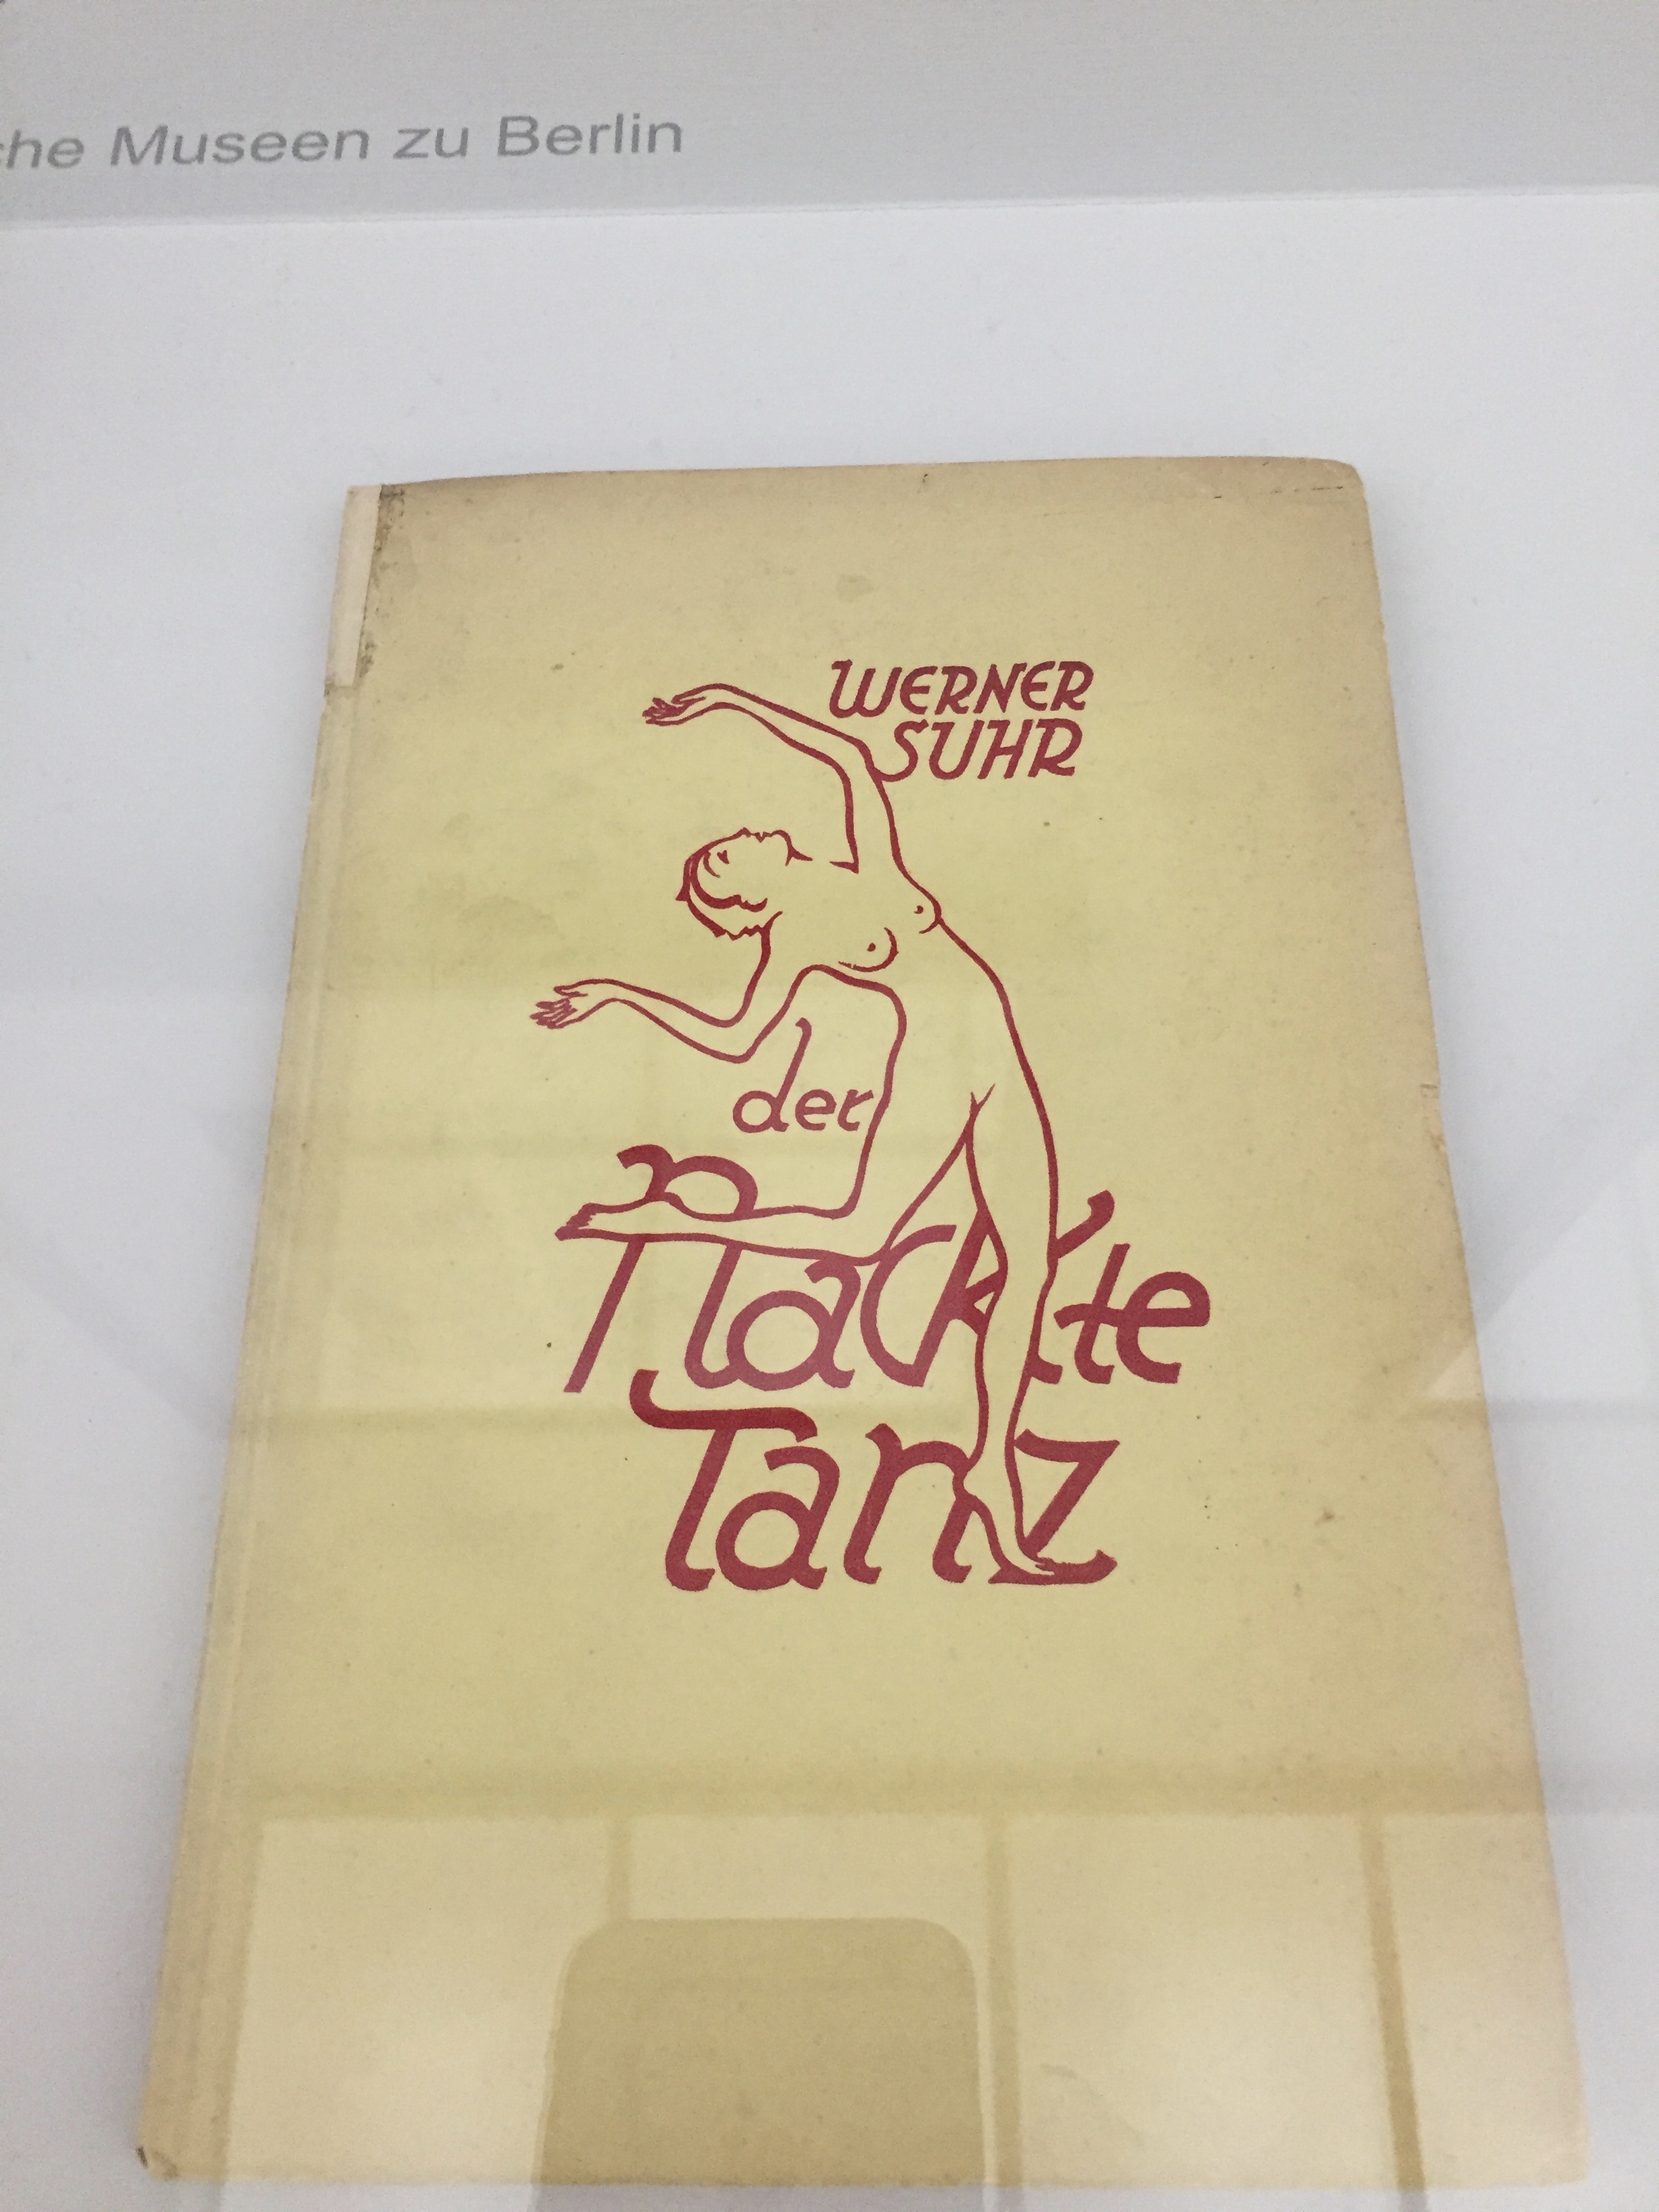 che Museen zu Berlin
WERNER
SUHR
der
Nackte
Tanz